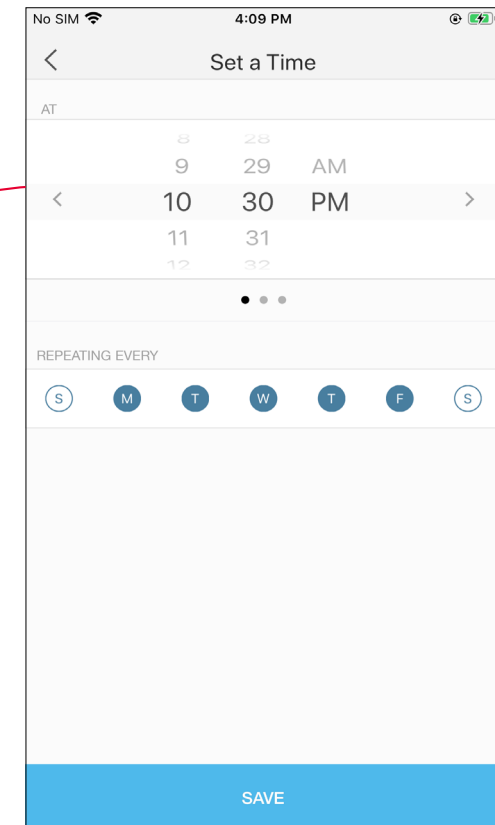 No SIM 4:09 PM
Set a Time
AT
8 28
9 29 AM
10 30 PM
11 31
12 32
REPEATING EVERY
S M T W T F S
SAVE